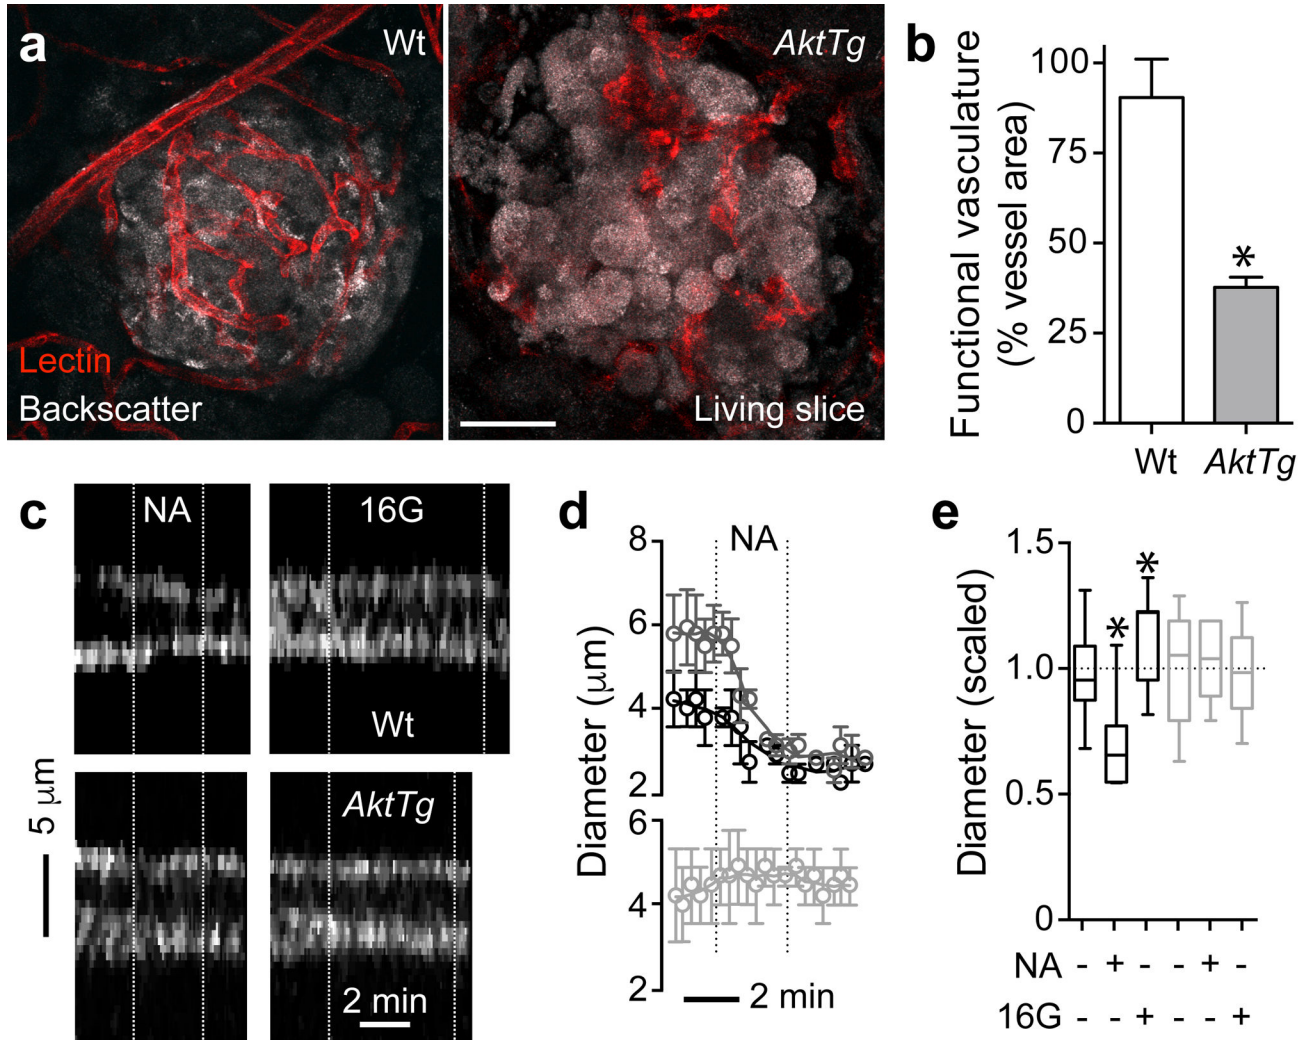 a
Wt
AktTg
Lectin
Backscatter
Living slice
b
Functional vasculature
(% vessel area)
100
75
50
25
0
*
Wt
AktTg
c
NA
16G
Wt
AktTg
5 μm
2 min
d
NA
Diameter (μm)
8
6
4
2
6
4
2
2 min
e
Diameter (scaled)
1.5
1.0
0.5
0
*
*
NA - + - - + -
16G - - + - - +